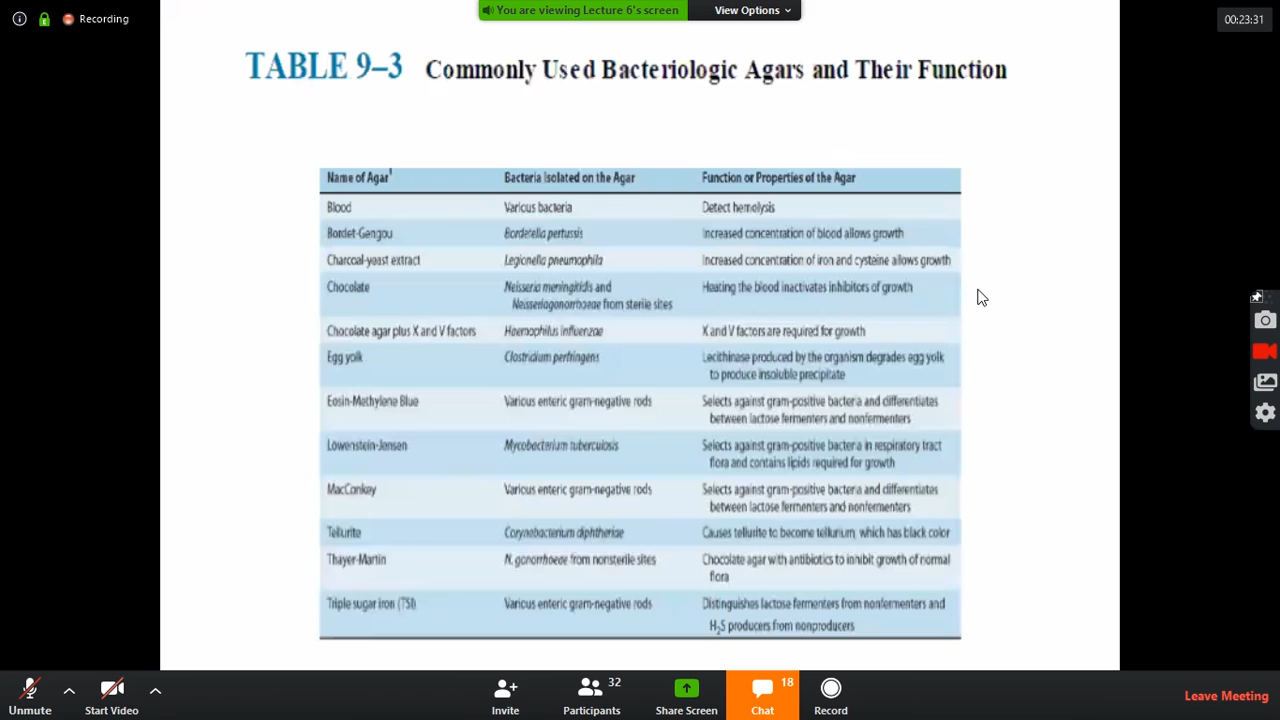 You are viewing Lecture 6's screen
View Options
Recording
00:23:31
TABLE 9–3 Commonly Used Bacteriologic Agars and Their Function
Name of Agar¹ Bacteria Isolated on the Agar Function or Properties of the Agar
Blood Various bacteria Detect hemolysis
Bordet-Gengou Bordetella pertussis Increased concentration of blood allows growth
Charcoal-yeast extract Legionella pneumophila Increased concentration of iron and cysteine allows growth
Chocolate Neisseria meningitidis and Heating the blood inactivates inhibitors of growth
Neisseriagonorrhoeae from sterile sites
Chocolate agar plus X and V factors Haemophilus influenzae X and V factors are required for growth
Egg yolk Clostridium perfringens Lecithinase produced by the organism degrades egg yolk
to produce insoluble precipitate
Eosin-Methylene Blue Various enteric gram-negative rods Selects against gram-positive bacteria and differentiates
between lactose fermenters and nonfermenters
Löwenstein-Jensen Mycobacterium tuberculosis Selects against gram-positive bacteria in respiratory tract
flora and contains lipids required for growth
MacConkey Various enteric gram-negative rods Selects against gram-positive bacteria and differentiates
between lactose fermenters and nonfermenters
Tellurite Corynebacterium diphtheriae Causes tellurite to become tellurium, which has black color
Thayer-Martin N. gonorrhoeae from nonsterile sites Chocolate agar with antibiotics to inhibit growth of normal
flora
Triple sugar iron (TSI) Various enteric gram-negative rods Distinguishes lactose fermenters from nonfermenters and
H₂S producers from nonproducers
Unmute
Start Video
Invite
Participants 32
Share Screen
Chat 18
Record
Leave Meeting